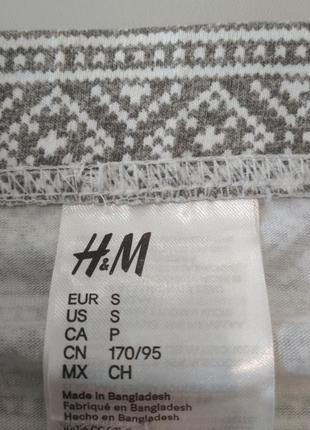 H&M
EUR S
US S
CA P
CN 170/95
MX CH
Made in Bangladesh
Fabriqué en Bangladesh
Hecho en Bangladesh